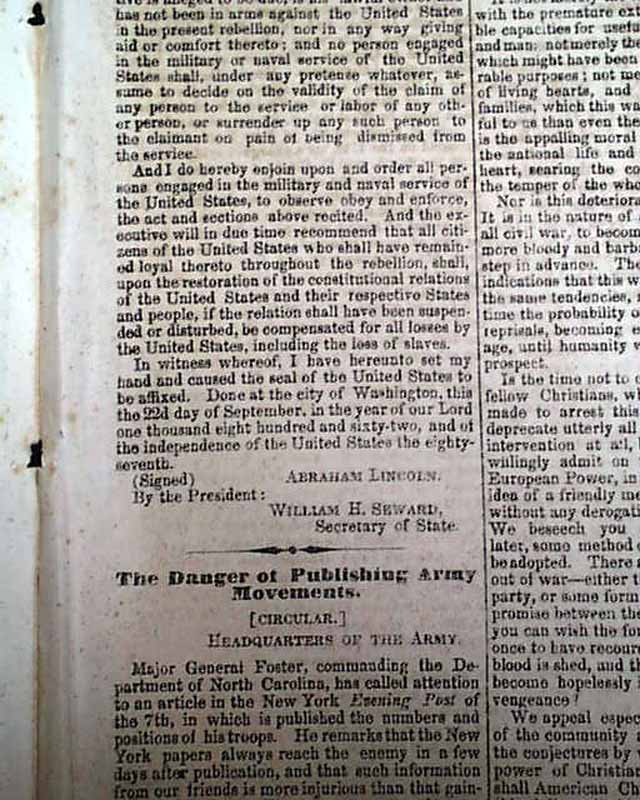 has not been in arms against the United States
in the present rebellion, nor in any way giving
aid or comfort thereto; and no person engaged
in the military or naval service of the United
States shall, under any pretense whatever, as-
sume to decide on the validity of the claim of
any person to the service or labor of any oth-
er person, or surrender up any such person to
the claimant on pain of being dismissed from
the service.
And I do hereby enjoin upon and order all per-
sons engaged in the military and naval service of
the United States, to observe obey and enforce,
the act and sections above recited. And the ex-
ecutive will in due time recommend that all citi-
zens of the United States who shall have remain-
ed loyal thereto throughout the rebellion, shall,
upon the restoration of the constitutional relations
of the United States and their respective States
and people, if the relation shall have been suspen-
ded or disturbed, be compensated for all losses by
the United States, including the loss of slaves.
In witness whereof, I have hereunto set my
hand and caused the seal of the United States to
be affixed. Done at the city of Washington, this
the 22d day of September, in the year of our Lord
one thousand eight hundred and sixty-two, and of
the independence of the United States the eighty-
seventh.
(Signed) ABRAHAM LINCOLN.
By the President:
WILLIAM H. SEWARD,
Secretary of State.
The Danger of Publishing Army
Movements.
[CIRCULAR.]
HEADQUARTERS OF THE ARMY.
Major General Foster, commanding the De-
partment of North Carolina, has called attention
to an article in the New York Evening Post of
the 7th, in which is published the numbers and
positions of his troops. He remarks that the New
York papers always reach the enemy in a few
days after publication, and that such information
from our friends is more injurious than that gain-
with the premature
ble capacities for
and man: not merely the
which might have been
rable purposes; not
of living hearts, and
families, which this
ful to us than even the
is the appalling moral
the national life and
heart, searing the
the temper of the
Nor is this
It is in the nature of
all civil war, to
more bloody and
step in advance.
indications that this
the same tendencies,
time the probability
reprisals, becoming
age, until humanity
prospect.
Is the time not to
fellow Christians,
made to arrest this
deprecate utterly all
intervention at all,
willingly admit on
European Power, in
idea of a friendly
without any
We beseech you
later, some method
be adopted.
out of war—either
party, or some form
promise between the
you can wish the
once to have
blood is shed, and
become hopelessly
vengeance?
We appeal
of the community
the conjectures by
power of
shall American